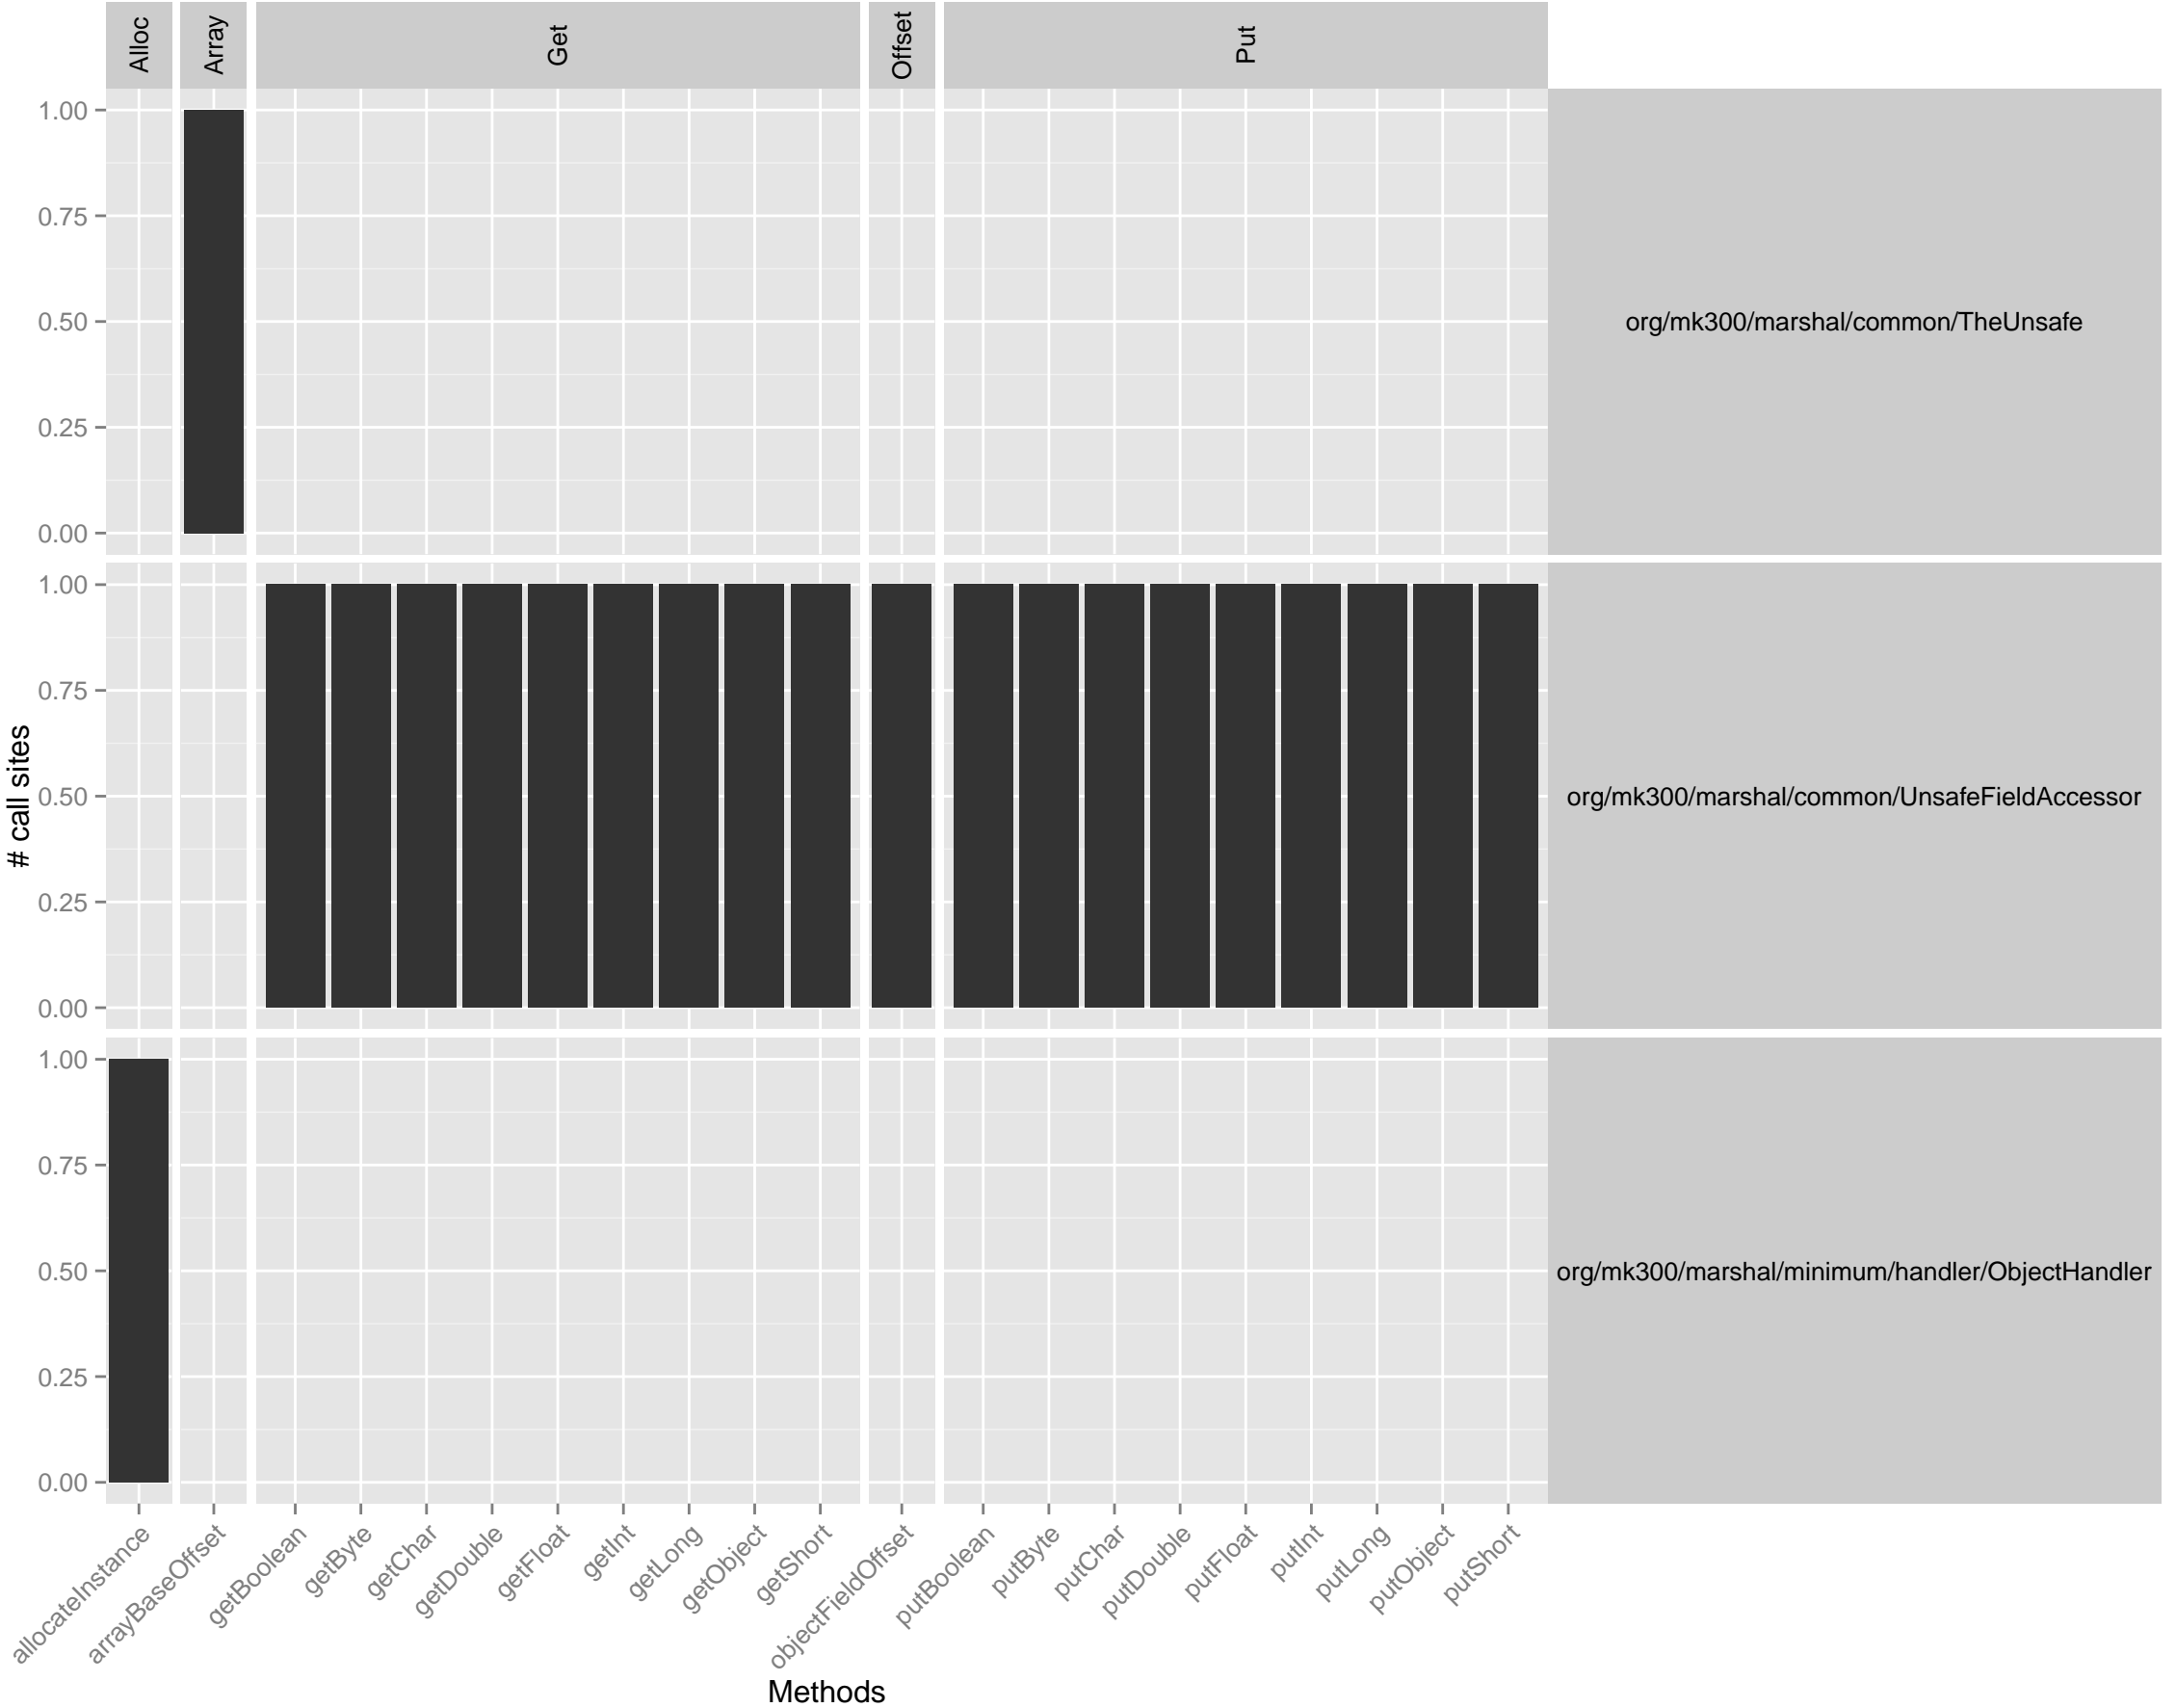 Alloc
Array
Get
Offset
Put
1.00
0.75
0.50
0.25
0.00
org/mk300/marshal/common/TheUnsafe
1.00
0.75
0.50
0.25
0.00
org/mk300/marshal/common/UnsafeFieldAccessor
1.00
0.75
0.50
0.25
0.00
org/mk300/marshal/minimum/handler/ObjectHandler
# call sites
allocateInstance
arrayBaseOffset
getBoolean
getByte
getChar
getDouble
getFloat
getInt
getLong
getObject
getShort
objectFieldOffset
putBoolean
putByte
putChar
putDouble
putFloat
putInt
putLong
putObject
putShort
Methods